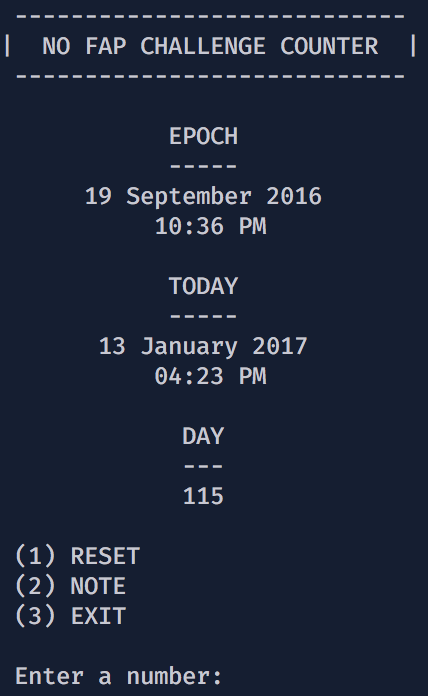 ----------------------------
| NO FAP CHALLENGE COUNTER |
----------------------------
EPOCH
-----
19 September 2016
10:36 PM
TODAY
-----
13 January 2017
04:23 PM
DAY
---
115
(1) RESET
(2) NOTE
(3) EXIT
Enter a number: